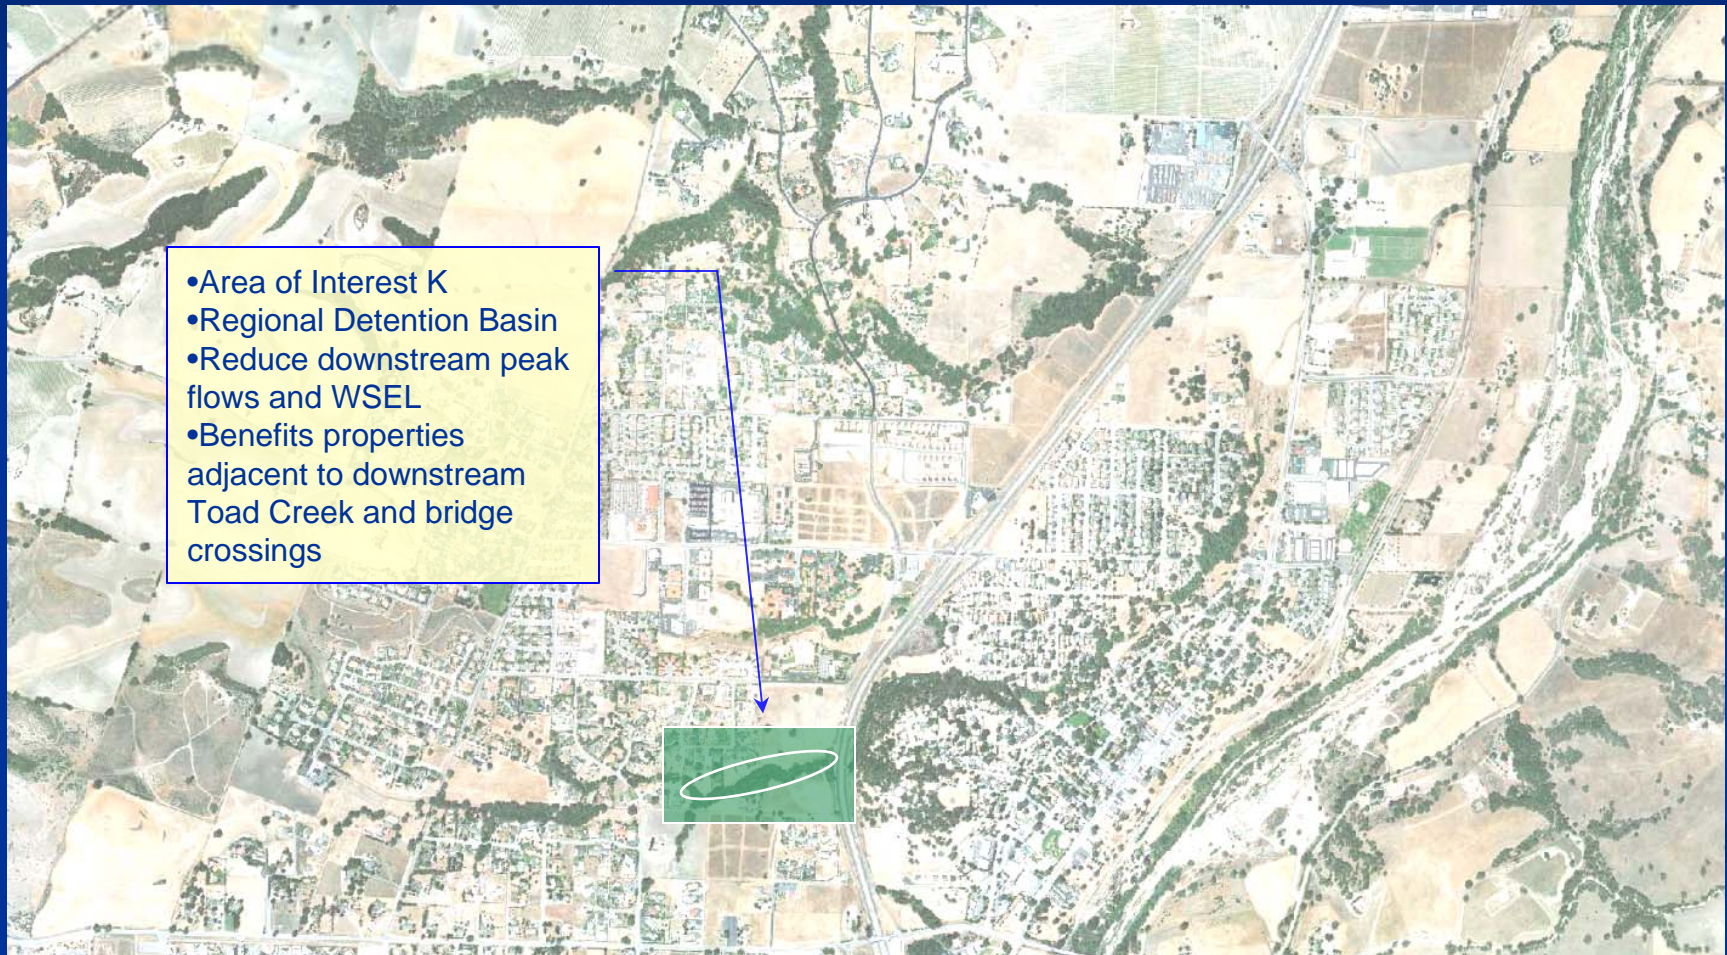 •Area of Interest K
•Regional Detention Basin
•Reduce downstream peak
flows and WSEL
•Benefits properties
adjacent to downstream
Toad Creek and bridge
crossings